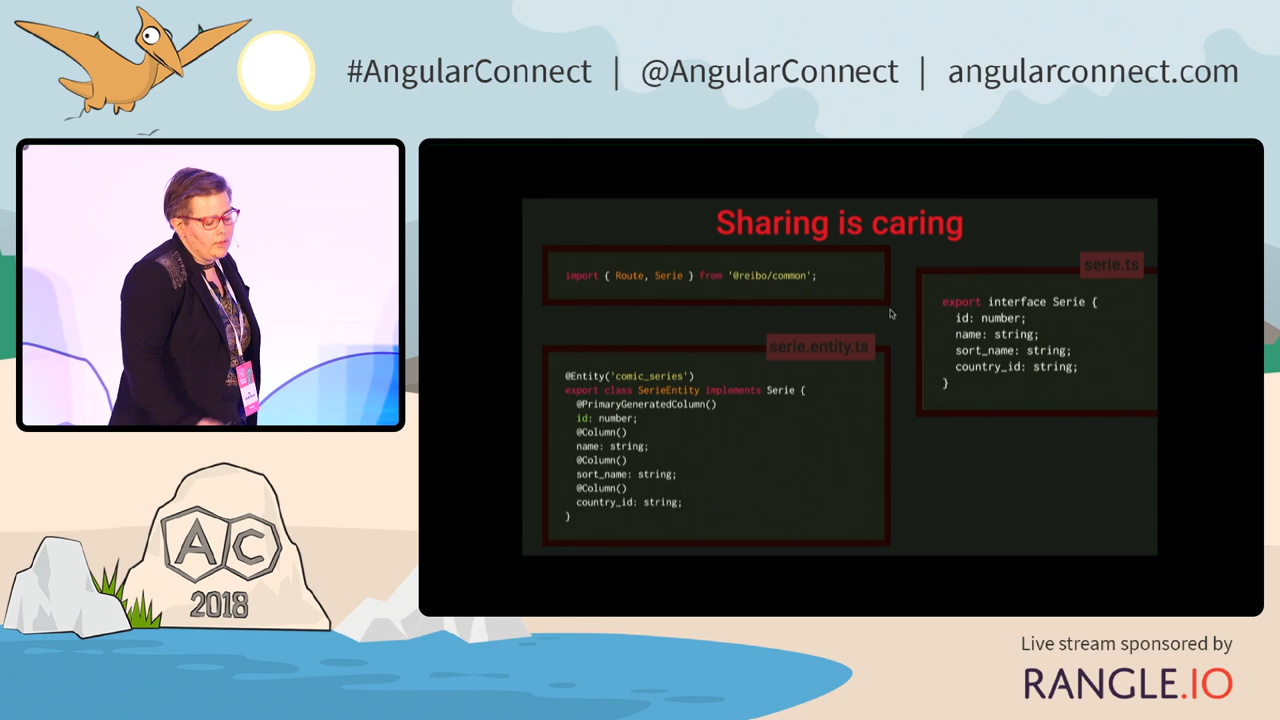 #AngularConnect | @AngularConnect | angularconnect.com
Sharing is caring
import { Route, Serie } from '@reibo/common';
serie.entity.ts
@Entity('comic_series')
export class SerieEntity implements Serie {
@PrimaryGeneratedColumn()
id: number;
@Column()
name: string;
@Column()
sort_name: string;
@Column()
country_id: string;
}
serie.ts
export interface Serie {
id: number;
name: string;
sort_name: string;
country_id: string;
}
AC
2018
Live stream sponsored by
RANGLE.IO